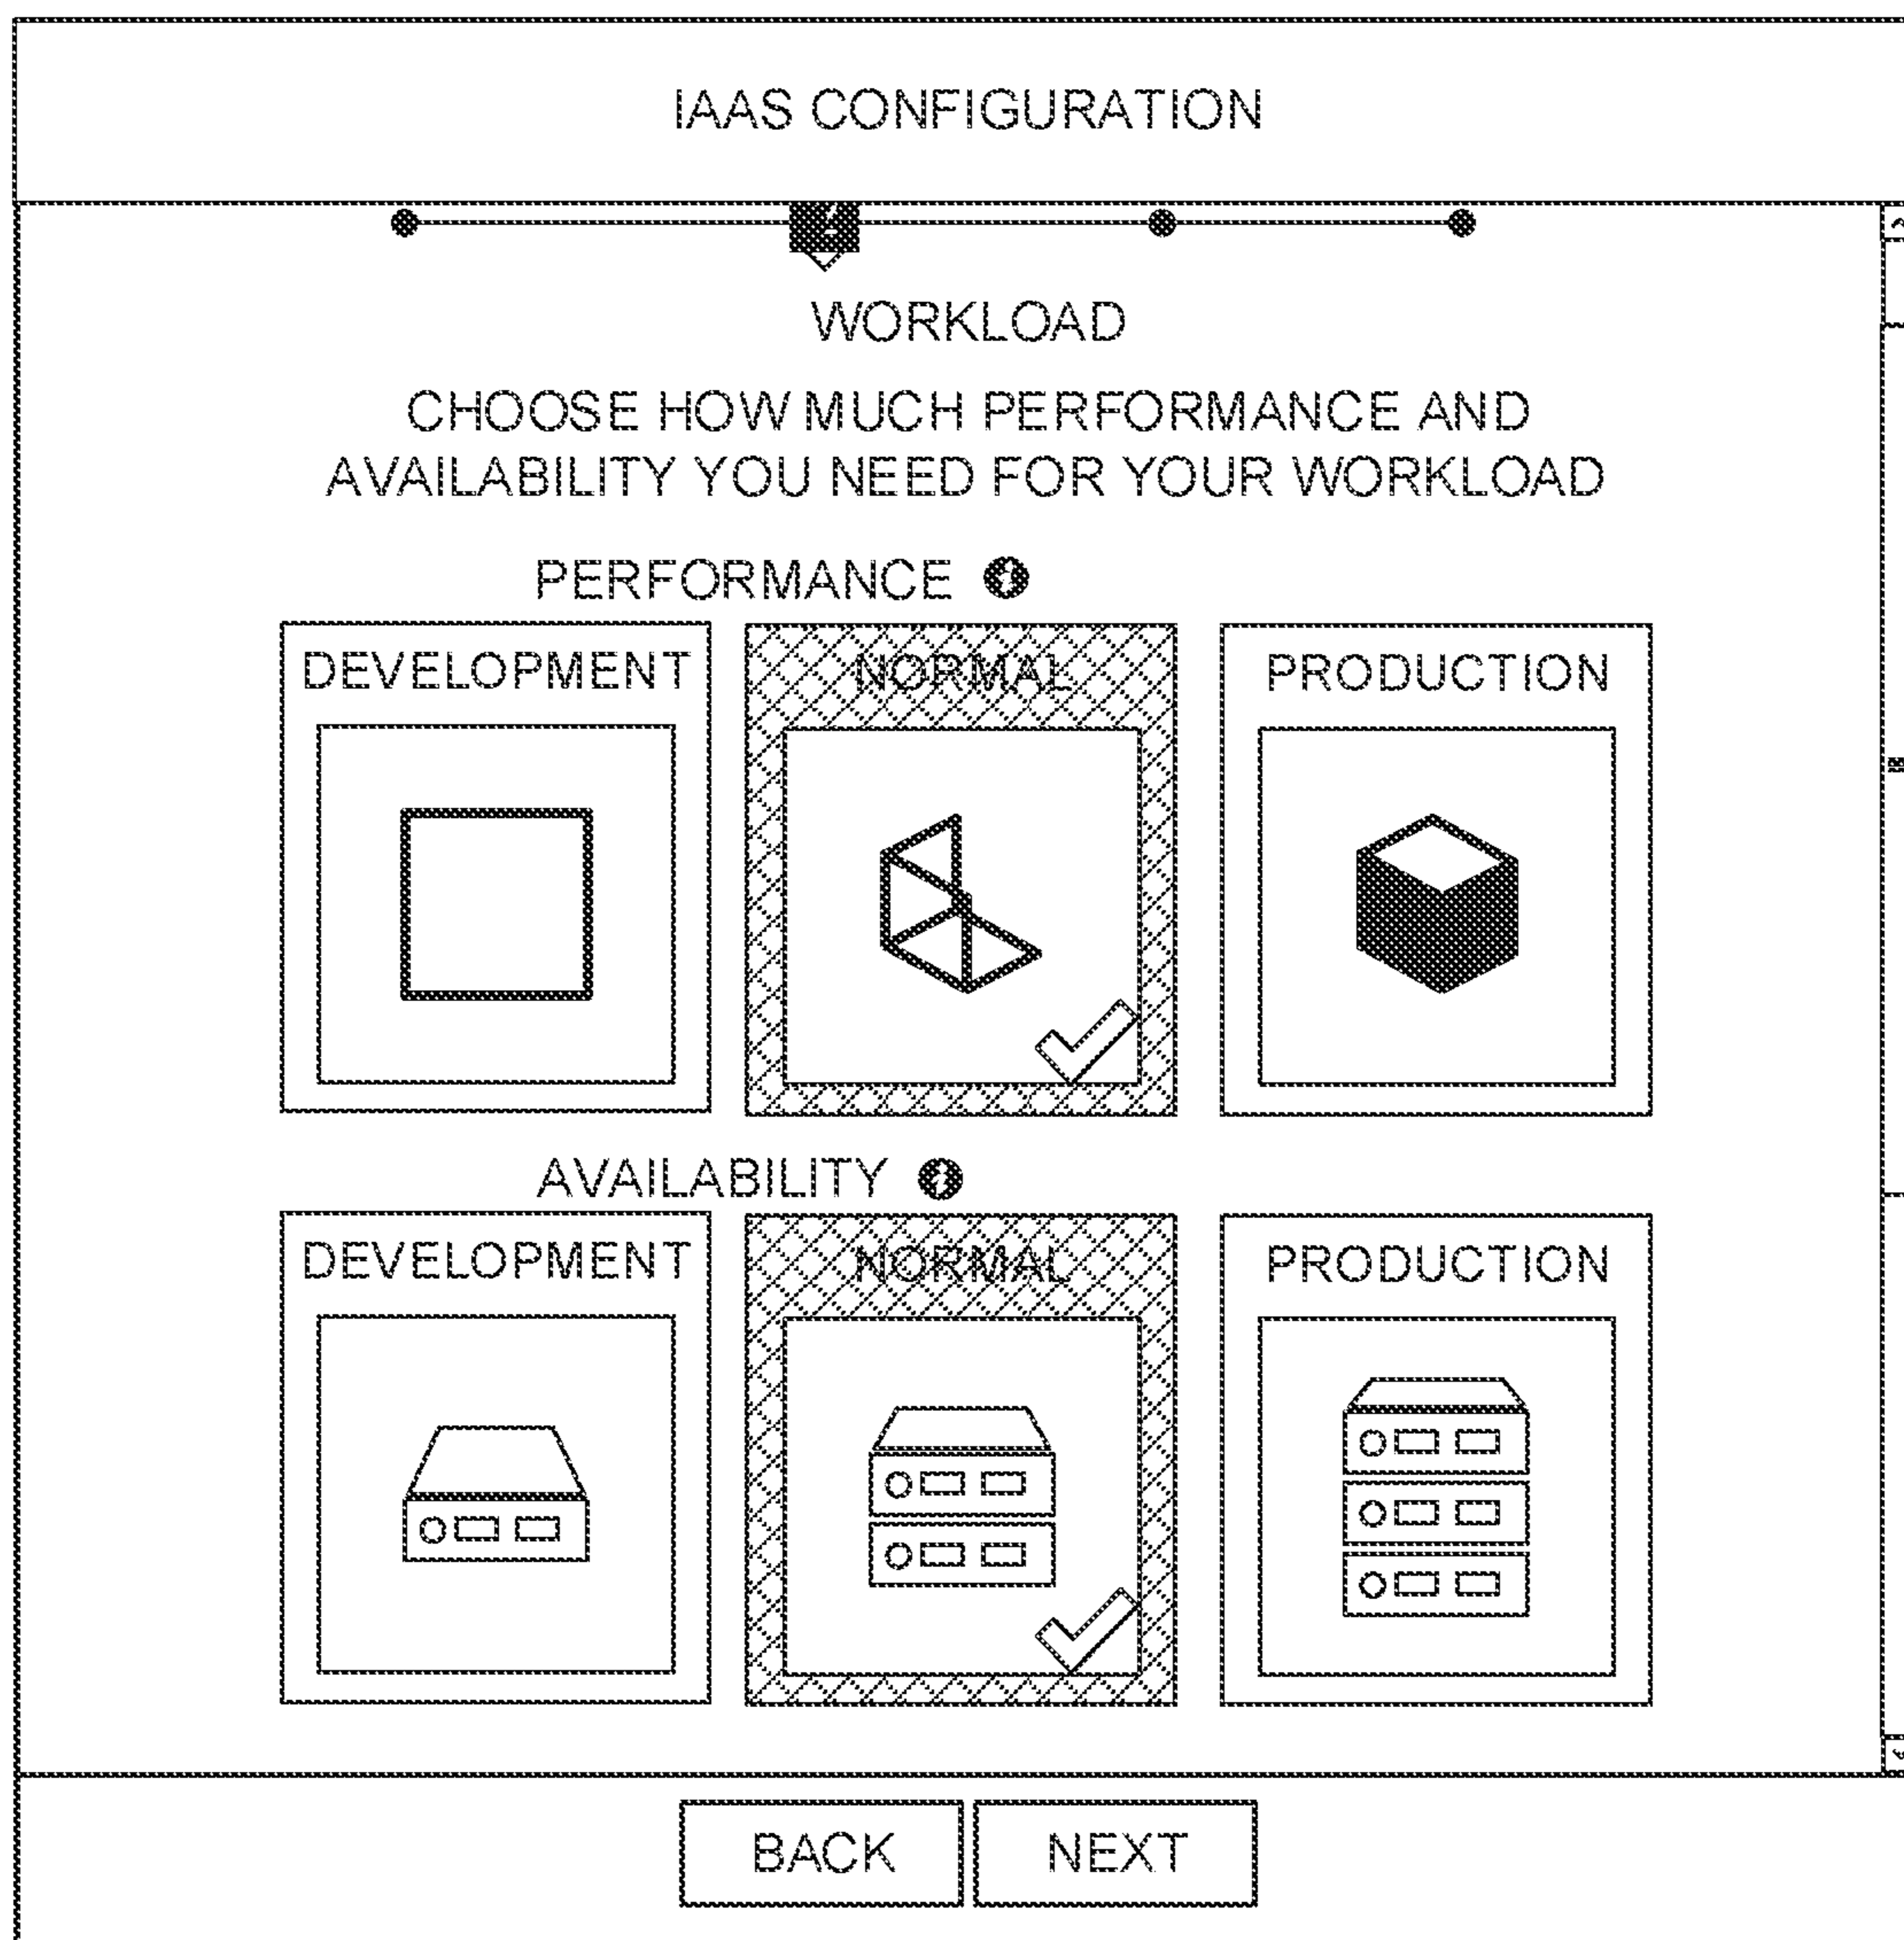 IAAS CONFIGURATION
WORKLOAD
CHOOSE HOW MUCH PERFORMANCE AND
AVAILABILITY YOU NEED FOR YOUR WORKLOAD
PERFORMANCE
DEVELOPMENT NORMAL PRODUCTION
AVAILABILITY
DEVELOPMENT NORMAL PRODUCTION
BACK NEXT